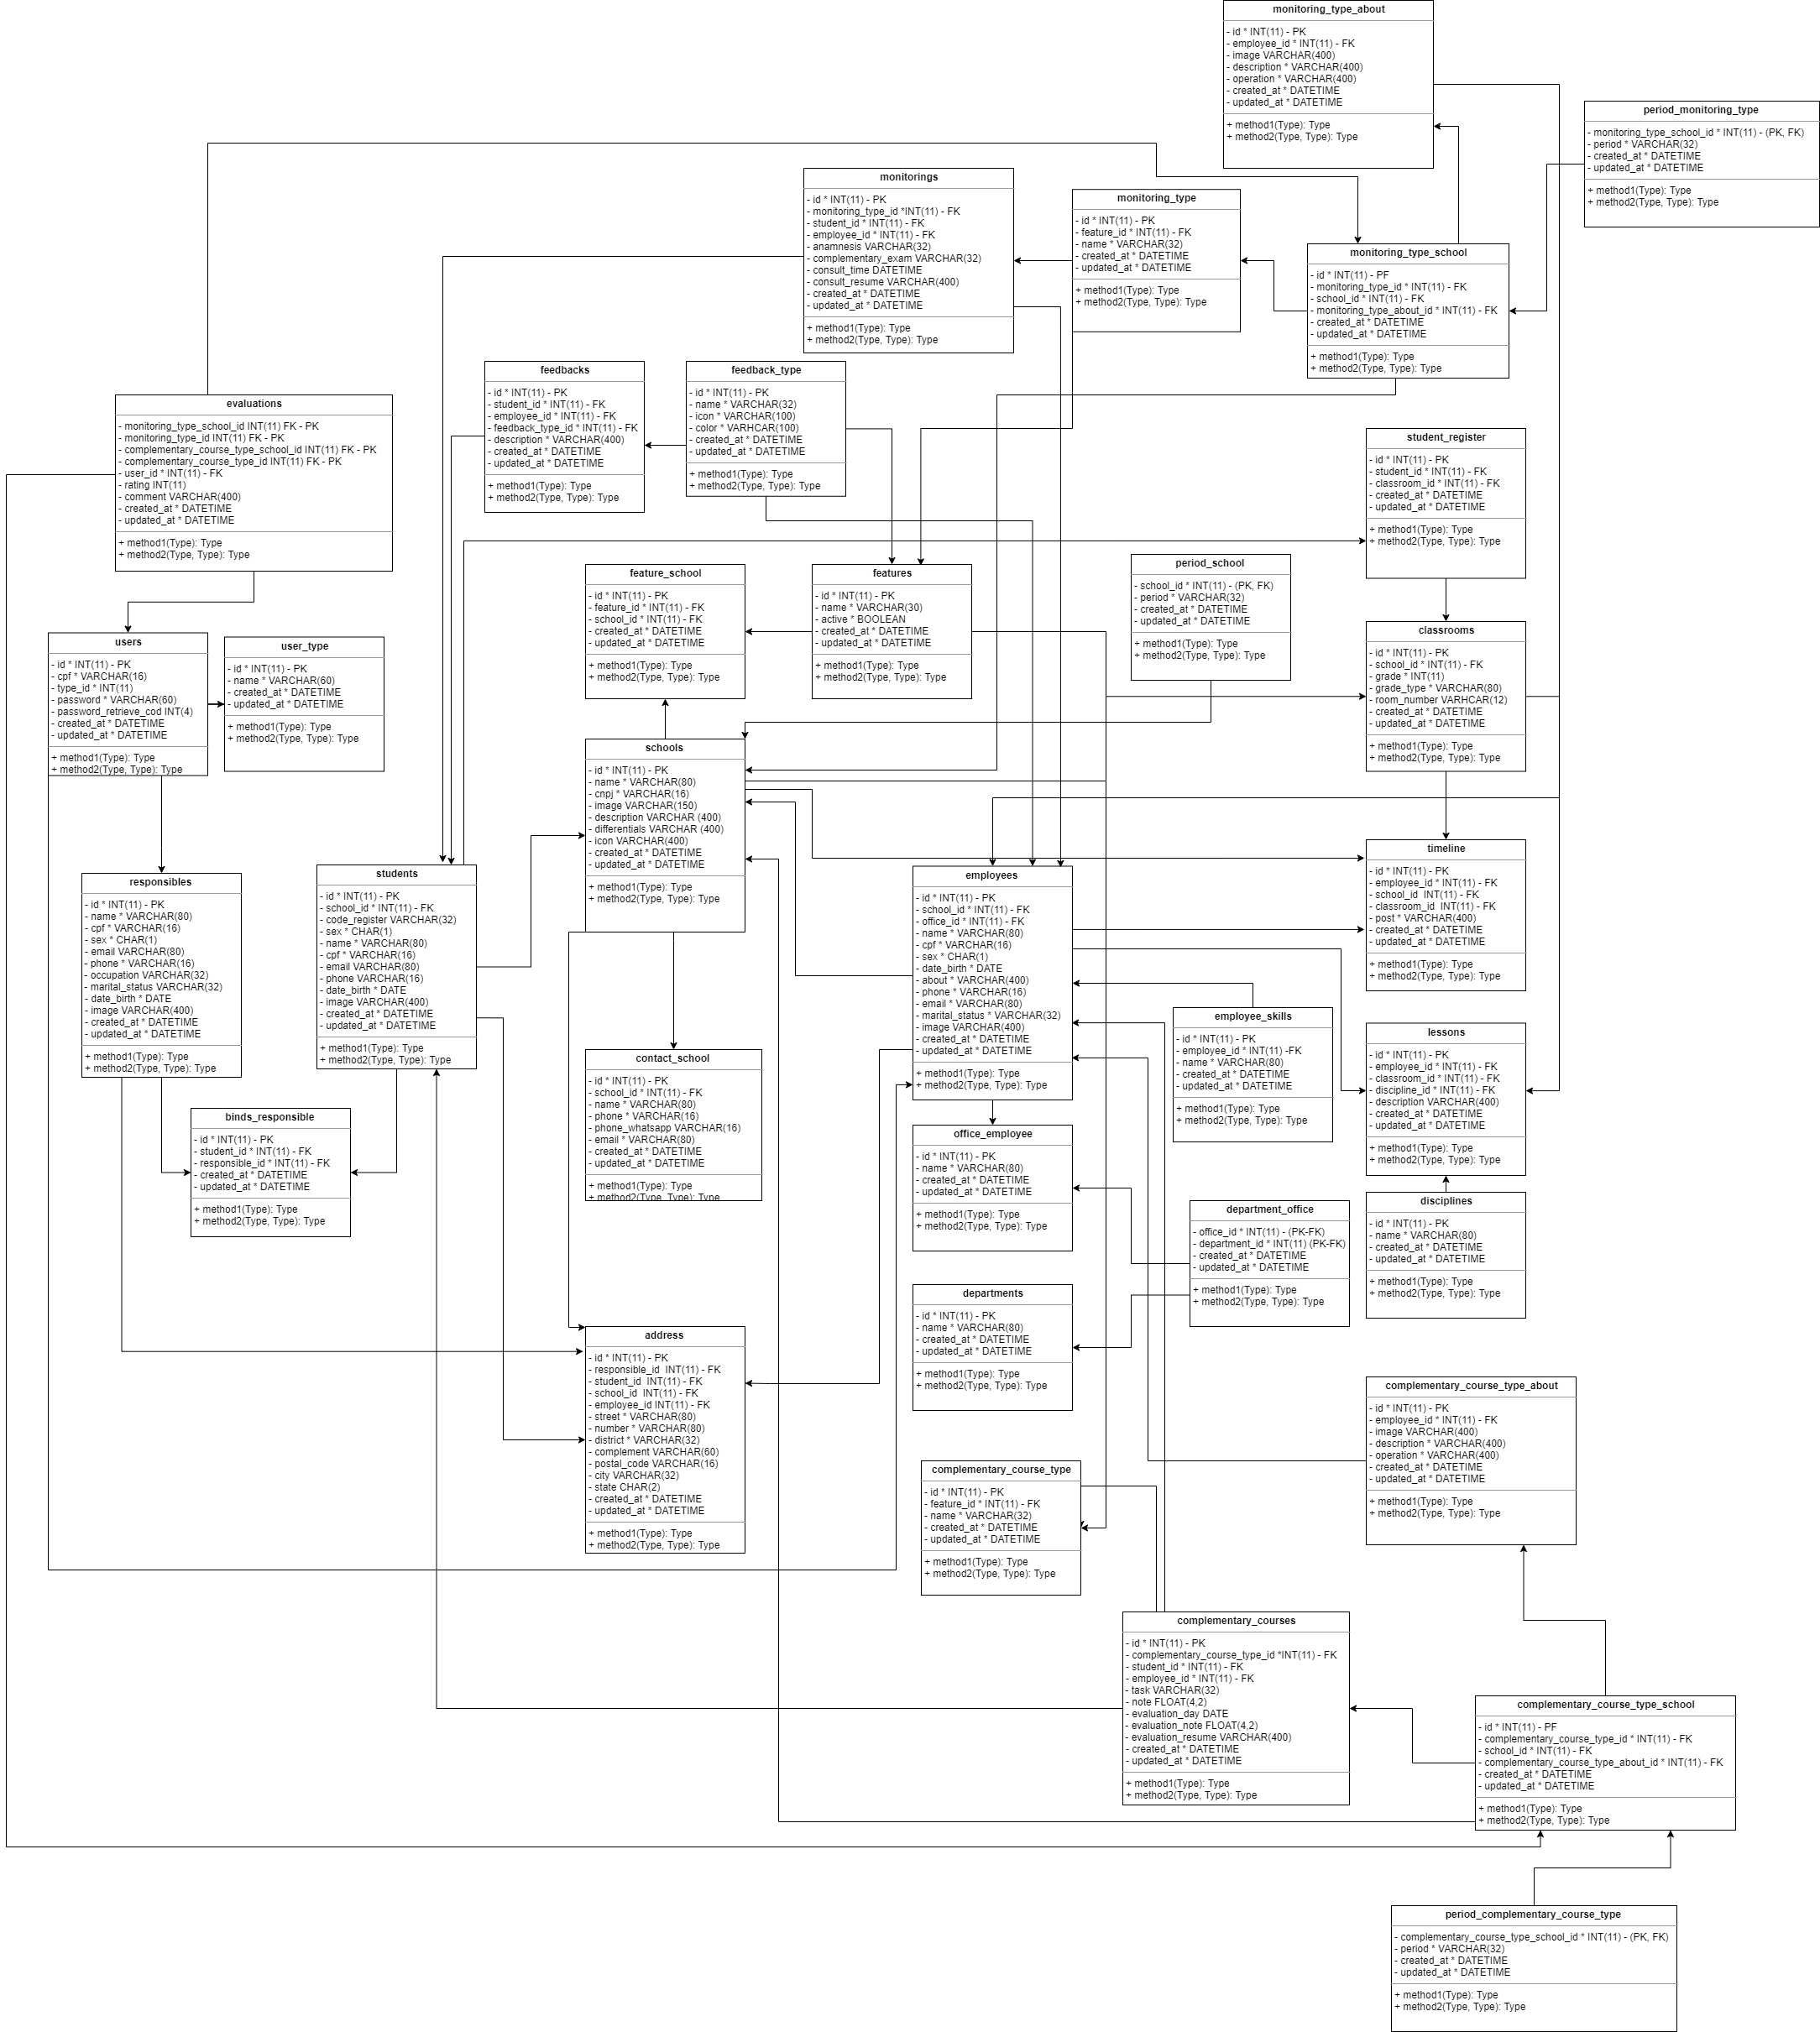 monitoring_type_about
- id * INT(11) - PK
- employee_id * INT(11) - FK
- image VARCHAR(400)
- description * VARCHAR(400)
- operation * VARCHAR(400)
- created_at * DATETIME
- updated_at * DATETIME
+ method1(Type): Type
+ method2(Type, Type): Type
period_monitoring_type
- monitoring_type_school_id * INT(11) - (PK, FK)
- period * VARCHAR(32)
- created_at * DATETIME
- updated_at * DATETIME
+ method1(Type): Type
+ method2(Type, Type): Type
monitorings
- id * INT(11) - PK
- monitoring_type_id *INT(11) - FK
- student_id * INT(11) - FK
- employee_id * INT(11) - FK
- anamnesis VARCHAR(32)
- complementary_exam VARCHAR(32)
- consult_time DATETIME
- consult_resume VARCHAR(400)
- created_at * DATETIME
- updated_at * DATETIME
+ method1(Type): Type
+ method2(Type, Type): Type
monitoring_type
- id * INT(11) - PK
- feature_id * INT(11) - FK
- name * VARCHAR(32)
- created_at * DATETIME
- updated_at * DATETIME
+ method1(Type): Type
+ method2(Type, Type): Type
monitoring_type_school
- id * INT(11) - PF
- monitoring_type_id * INT(11) - FK
- school_id * INT(11) - FK
- monitoring_type_about_id * INT(11) - FK
- created_at * DATETIME
- updated_at * DATETIME
+ method1(Type): Type
+ method2(Type, Type): Type
feedbacks
- id * INT(11) - PK
- student_id * INT(11) - FK
- employee_id * INT(11) - FK
- feedback_type_id * INT(11) - FK
- description * VARCHAR(400)
- created_at * DATETIME
- updated_at * DATETIME
+ method1(Type): Type
+ method2(Type, Type): Type
feedback_type
- id * INT(11) - PK
- name * VARCHAR(32)
- icon * VARCHAR(100)
- color * VARHCAR(100)
- created_at * DATETIME
- updated_at * DATETIME
+ method1(Type): Type
+ method2(Type, Type): Type
evaluations
- monitoring_type_school_id INT(11) FK - PK
- monitoring_type_id INT(11) FK - PK
- complementary_course_type_school_id INT(11) FK - PK
- complementary_course_type_id INT(11) FK - PK
- user_id * INT(11) - FK
- rating INT(11)
- comment VARCHAR(400)
- created_at * DATETIME
- updated_at * DATETIME
+ method1(Type): Type
+ method2(Type, Type): Type
student_register
- id * INT(11) - PK
- student_id * INT(11) - FK
- classroom_id * INT(11) - FK
- created_at * DATETIME
- updated_at * DATETIME
+ method1(Type): Type
+ method2(Type, Type): Type
feature_school
- id * INT(11) - PK
- feature_id * INT(11) - FK
- school_id * INT(11) - FK
- created_at * DATETIME
- updated_at * DATETIME
+ method1(Type): Type
+ method2(Type, Type): Type
features
- id * INT(11) - PK
- name * VARCHAR(30)
- active * BOOLEAN
- created_at * DATETIME
- updated_at * DATETIME
+ method1(Type): Type
+ method2(Type, Type): Type
period_school
- school_id * INT(11) - (PK, FK)
- period * VARCHAR(32)
- created_at * DATETIME
- updated_at * DATETIME
+ method1(Type): Type
+ method2(Type, Type): Type
users
- id * INT(11) - PK
- cpf * VARCHAR(16)
- type_id * INT(11)
- password * VARCHAR(60)
- password_retrieve_cod INT(4)
- created_at * DATETIME
- updated_at * DATETIME
+ method1(Type): Type
+ method2(Type, Type): Type
user_type
- id * INT(11) - PK
- name * VARCHAR(60)
- created_at * DATETIME
- updated_at * DATETIME
+ method1(Type): Type
+ method2(Type, Type): Type
classrooms
- id * INT(11) - PK
- school_id * INT(11) - FK
- grade * INT(11)
- grade_type * VARCHAR(80)
- room_number VARHCAR(12)
- created_at * DATETIME
- updated_at * DATETIME
+ method1(Type): Type
+ method2(Type, Type): Type
schools
- id * INT(11) - PK
- name * VARCHAR(80)
- cnpj * VARCHAR(16)
- image VARCHAR(150)
- description VARCHAR (400)
- differentials VARCHAR (400)
- icon VARCHAR(400)
- created_at * DATETIME
- updated_at * DATETIME
+ method1(Type): Type
+ method2(Type, Type): Type
timeline
- id * INT(11) - PK
- employee_id * INT(11) - FK
- school_id  INT(11) - FK
- classroom_id  INT(11) - FK
- post * VARCHAR(400)
- created_at * DATETIME
- updated_at * DATETIME
+ method1(Type): Type
+ method2(Type, Type): Type
responsibles
- id * INT(11) - PK
- name * VARCHAR(80)
- cpf * VARCHAR(16)
- sex * CHAR(1)
- email VARCHAR(80)
- phone * VARCHAR(16)
- occupation VARCHAR(32)
- marital_status VARCHAR(32)
- date_birth * DATE
- image VARCHAR(400)
- created_at * DATETIME
- updated_at * DATETIME
+ method1(Type): Type
+ method2(Type, Type): Type
students
- id * INT(11) - PK
- school_id * INT(11) - FK
- code_register VARCHAR(32)
- sex * CHAR(1)
- name * VARCHAR(80)
- cpf * VARCHAR(16)
- email VARCHAR(80)
- phone VARCHAR(16)
- date_birth * DATE
- image VARCHAR(400)
- created_at * DATETIME
- updated_at * DATETIME
+ method1(Type): Type
+ method2(Type, Type): Type
employees
- id * INT(11) - PK
- school_id * INT(11) - FK
- office_id * INT(11) - FK
- name * VARCHAR(80)
- cpf * VARCHAR(16)
- sex * CHAR(1)
- date_birth * DATE
- about * VARCHAR(400)
- phone * VARCHAR(16)
- email * VARCHAR(80)
- marital_status * VARCHAR(32)
- image VARCHAR(400)
- created_at * DATETIME
- updated_at * DATETIME
+ method1(Type): Type
+ method2(Type, Type): Type
employee_skills
- id * INT(11) - PK
- employee_id * INT(11) -FK
- name * VARCHAR(80)
- created_at * DATETIME
- updated_at * DATETIME
+ method1(Type): Type
+ method2(Type, Type): Type
lessons
- id * INT(11) - PK
- employee_id * INT(11) - FK
- classroom_id * INT(11) - FK
- discipline_id * INT(11) - FK
- description VARCHAR(400)
- created_at * DATETIME
- updated_at * DATETIME
+ method1(Type): Type
+ method2(Type, Type): Type
contact_school
- id * INT(11) - PK
- school_id * INT(11) - FK
- name * VARCHAR(80)
- phone * VARCHAR(16)
- phone_whatsapp VARCHAR(16)
- email * VARCHAR(80)
- created_at * DATETIME
- updated_at * DATETIME
+ method1(Type): Type
+ method2(Type, Type): Type
binds_responsible
- id * INT(11) - PK
- student_id * INT(11) - FK
- responsible_id * INT(11) - FK
- created_at * DATETIME
- updated_at * DATETIME
+ method1(Type): Type
+ method2(Type, Type): Type
office_employee
- id * INT(11) - PK
- name * VARCHAR(80)
- created_at * DATETIME
- updated_at * DATETIME
+ method1(Type): Type
+ method2(Type, Type): Type
department_office
- office_id * INT(11) - (PK-FK)
- department_id * INT(11) (PK-FK)
- created_at * DATETIME
- updated_at * DATETIME
+ method1(Type): Type
+ method2(Type, Type): Type
disciplines
- id * INT(11) - PK
- name * VARCHAR(80)
- created_at * DATETIME
- updated_at * DATETIME
+ method1(Type): Type
+ method2(Type, Type): Type
departments
- id * INT(11) - PK
- name * VARCHAR(80)
- created_at * DATETIME
- updated_at * DATETIME
+ method1(Type): Type
+ method2(Type, Type): Type
address
- id * INT(11) - PK
- responsible_id  INT(11) - FK
- student_id  INT(11) - FK
- school_id  INT(11) - FK
- employee_id INT(11) - FK
- street * VARCHAR(80)
- number * VARCHAR(80)
- district * VARCHAR(32)
- complement VARCHAR(60)
- postal_code VARCHAR(16)
- city VARCHAR(32)
- state CHAR(2)
- created_at * DATETIME
- updated_at * DATETIME
+ method1(Type): Type
+ method2(Type, Type): Type
complementary_course_type_about
- id * INT(11) - PK
- employee_id * INT(11) - FK
- image VARCHAR(400)
- description * VARCHAR(400)
- operation * VARCHAR(400)
- created_at * DATETIME
- updated_at * DATETIME
+ method1(Type): Type
+ method2(Type, Type): Type
complementary_course_type
- id * INT(11) - PK
- feature_id * INT(11) - FK
- name * VARCHAR(32)
- created_at * DATETIME
- updated_at * DATETIME
+ method1(Type): Type
+ method2(Type, Type): Type
complementary_courses
- id * INT(11) - PK
- complementary_course_type_id *INT(11) - FK
- student_id * INT(11) - FK
- employee_id * INT(11) - FK
- task VARCHAR(32)
- note FLOAT(4,2)
- evaluation_day DATE
- evaluation_note FLOAT(4,2)
- evaluation_resume VARCHAR(400)
- created_at * DATETIME
- updated_at * DATETIME
+ method1(Type): Type
+ method2(Type, Type): Type
complementary_course_type_school
- id * INT(11) - PF
- complementary_course_type_id * INT(11) - FK
- school_id * INT(11) - FK
- complementary_course_type_about_id * INT(11) - FK
- created_at * DATETIME
- updated_at * DATETIME
+ method1(Type): Type
+ method2(Type, Type): Type
period_complementary_course_type
- complementary_course_type_school_id * INT(11) - (PK, FK)
- period * VARCHAR(32)
- created_at * DATETIME
- updated_at * DATETIME
+ method1(Type): Type
+ method2(Type, Type): Type